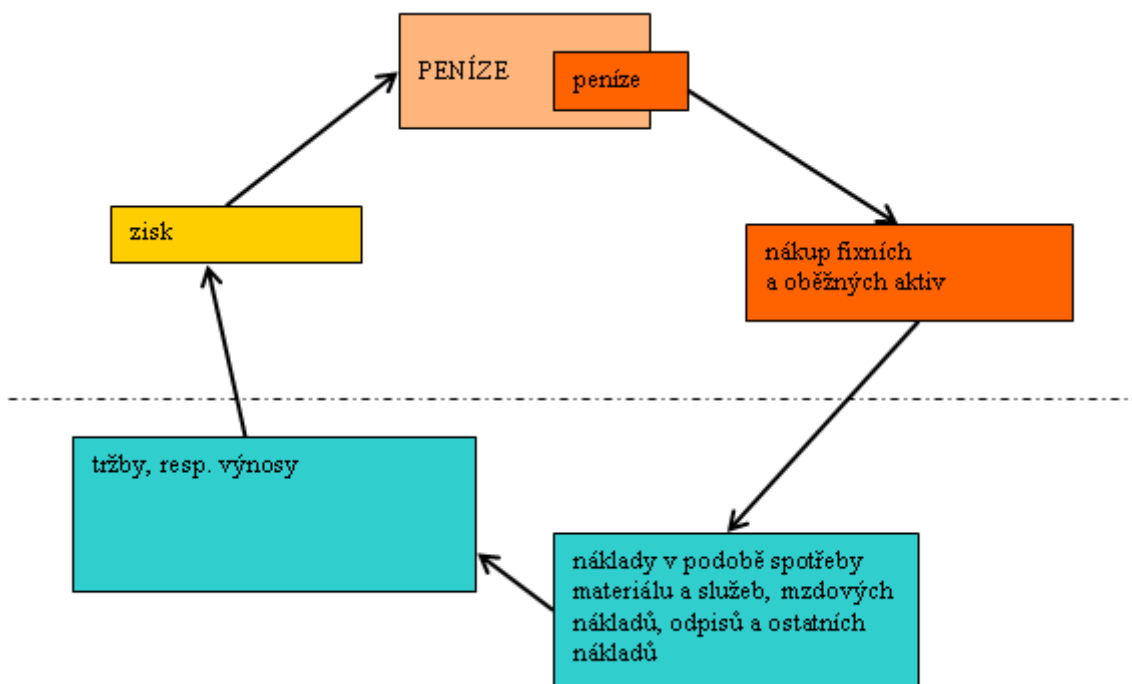 PENÍZE
peníze
zisk
nákup fixních
a oběžných aktiv
tržby, resp. výnosy
náklady v podobě spotřeby
materiálu a služeb, mzdových
nákladů, odpisů a ostatních
nákladů